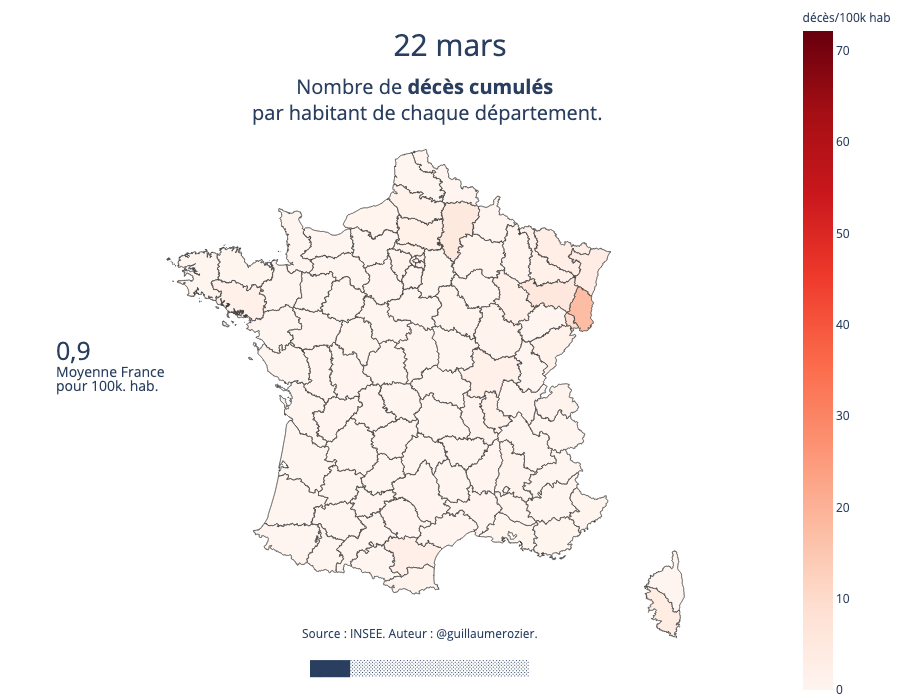 décès/100k hab
22 mars
Nombre de décès cumulés
par habitant de chaque département.
70
60
50
40
30
20
10
0
0,9
Moyenne France
pour 100k. hab.
Source : INSEE. Auteur : @guillaumerozier.